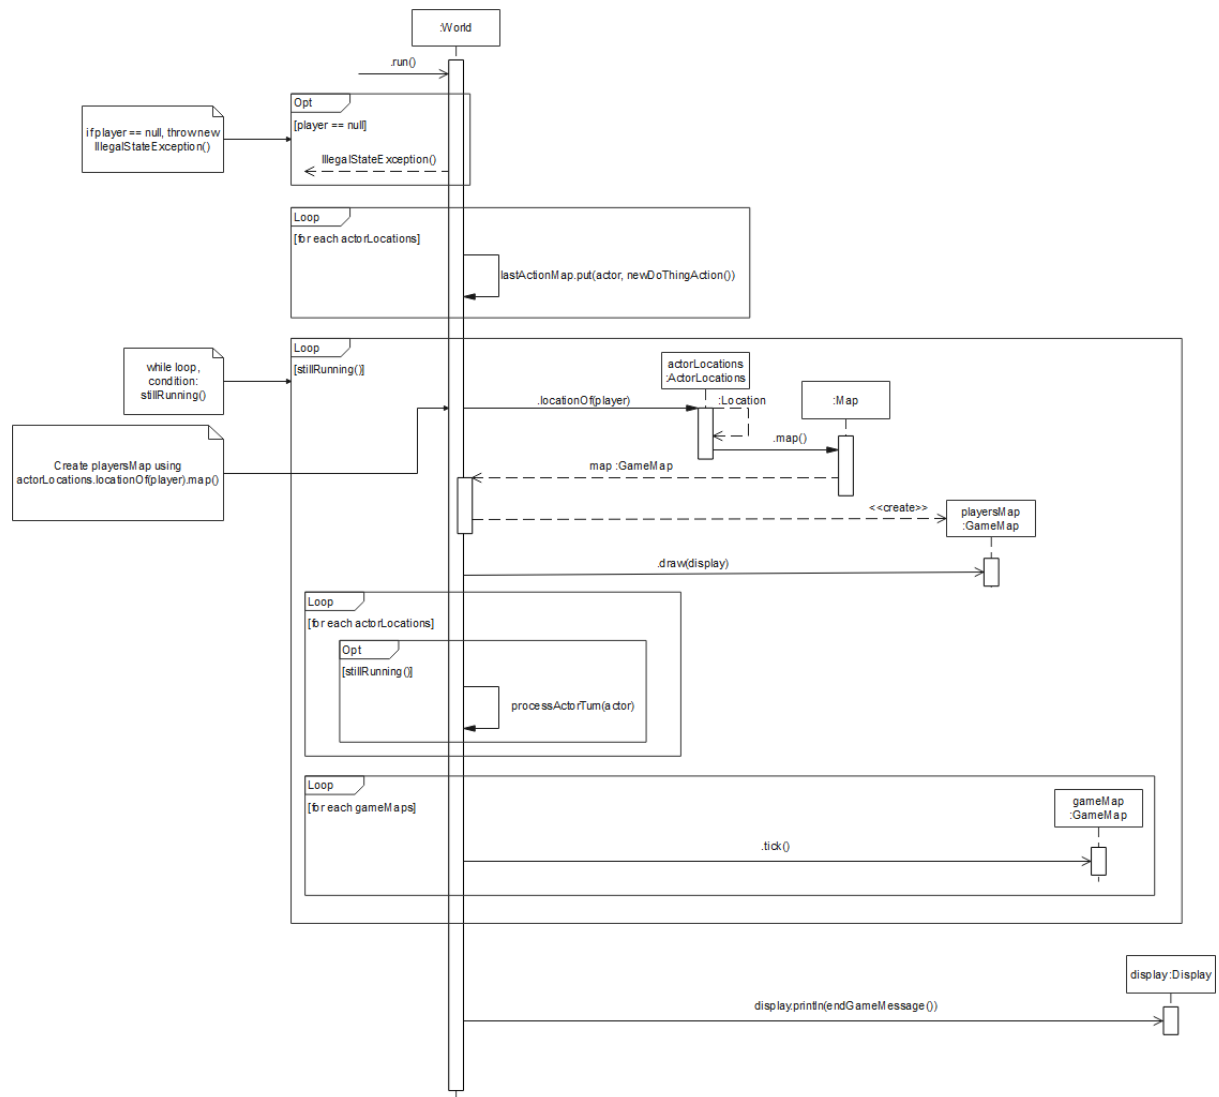 :World
.run()
Opt
[player == null]
if player == null, throw new
IllegalStateException()
IllegalStateException()
Loop
[for each actorLocations]
lastActionMap.put(actor, newDoThingAction())
Loop
[stillRunning()]
while loop,
condition:
stillRunning()
actorLocations
:ActorLocations
:Location
:Map
.locationOf(player)
.map()
Create playersMap using
actorLocations.locationOf(player).map()
map :GameMap
<<create>>
playersMap
:GameMap
.draw(display)
Loop
[for each actorLocations]
Opt
[stillRunning()]
processActorTurn(actor)
Loop
[for each gameMaps]
gameMap
:GameMap
.tick()
display:Display
display.println(endGameMessage())